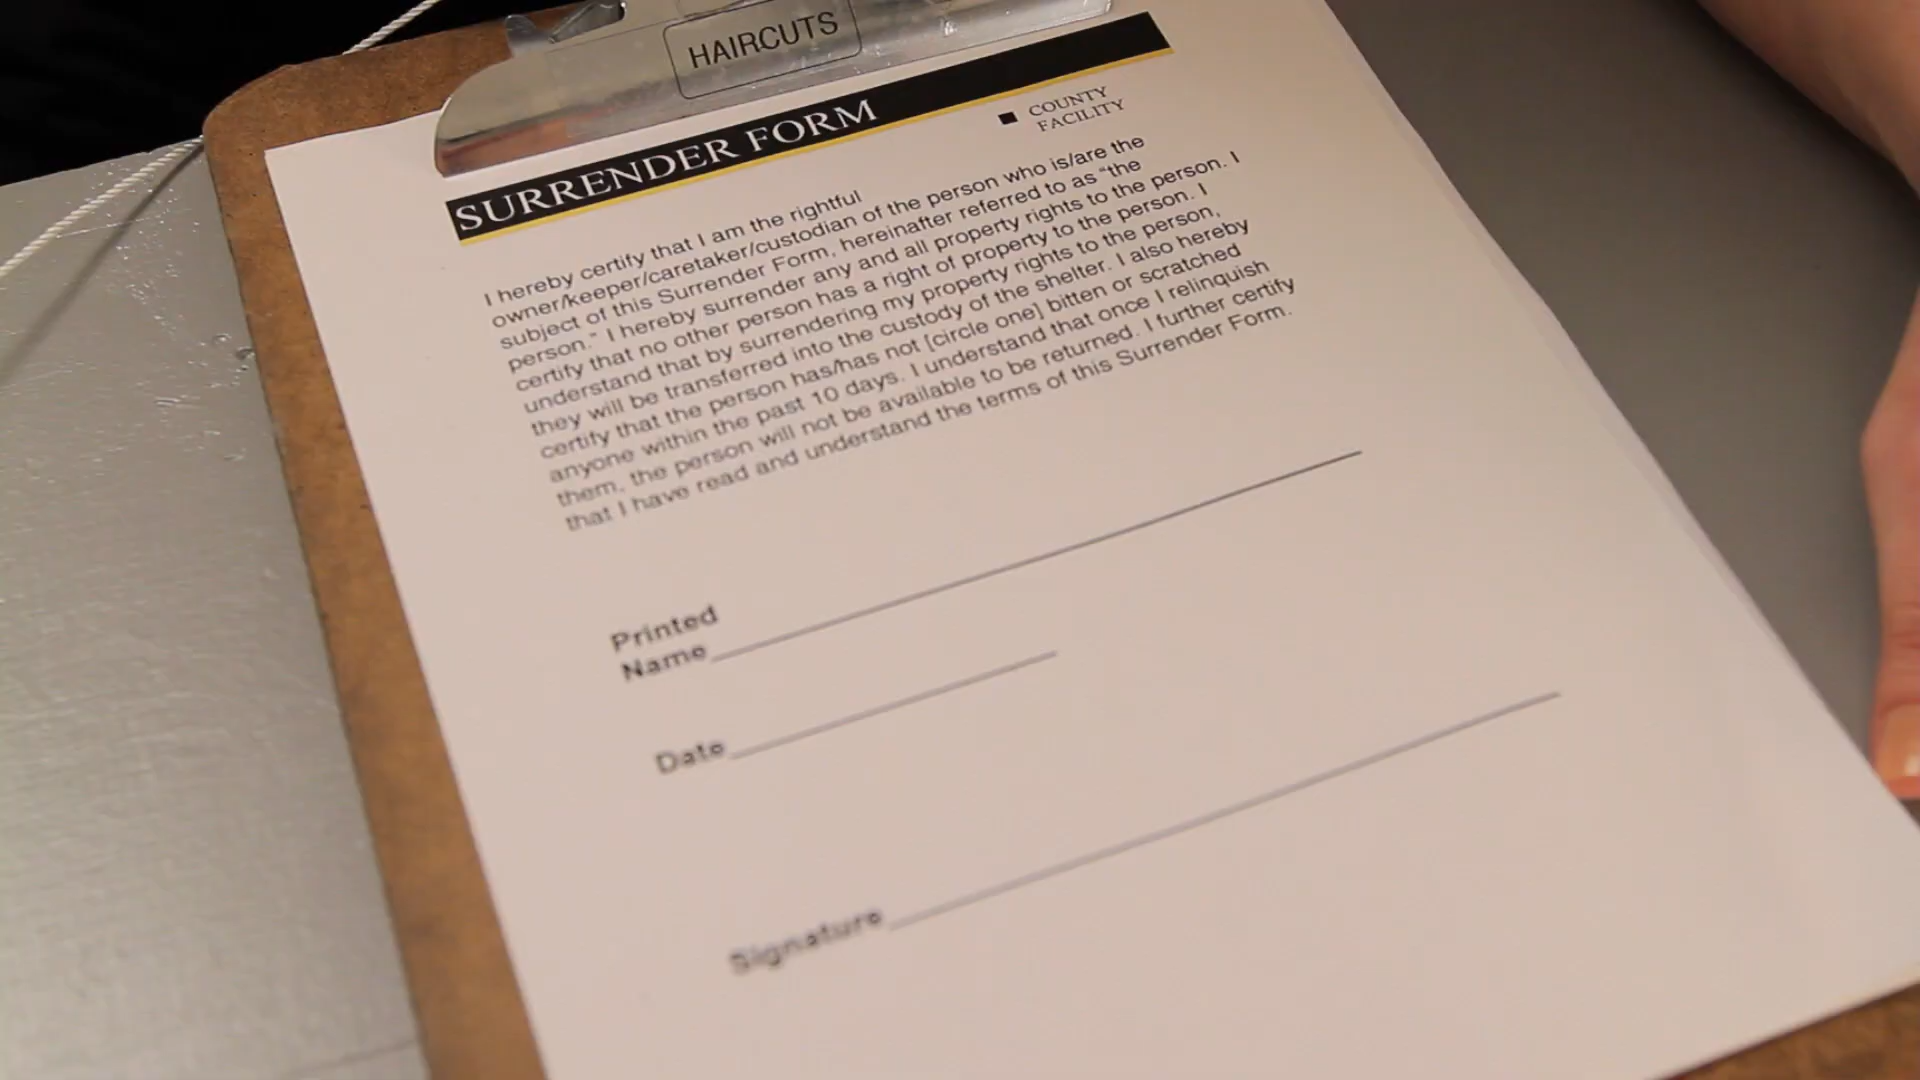 HAIRCUTS
SURRENDER FORM
COUNTY
FACILITY
I hereby certify that I am the rightful
owner/keeper/caretaker/custodian of the person who is/are the
subject of this Surrender Form, hereinafter referred to as "the
person." I hereby surrender any and all property rights to the person. I
certify that no other person has a right of property to the person. I
understand that by surrendering my property rights to the person,
they will be transferred into the custody of the shelter. I also hereby
certify that the person has/has not [circle one] bitten or scratched
anyone within the past 10 days. I understand that once I relinquish
them, the person will not be available to be returned. I further certify
that I have read and understand the terms of this Surrender Form.
Printed
Name
Date
Signature